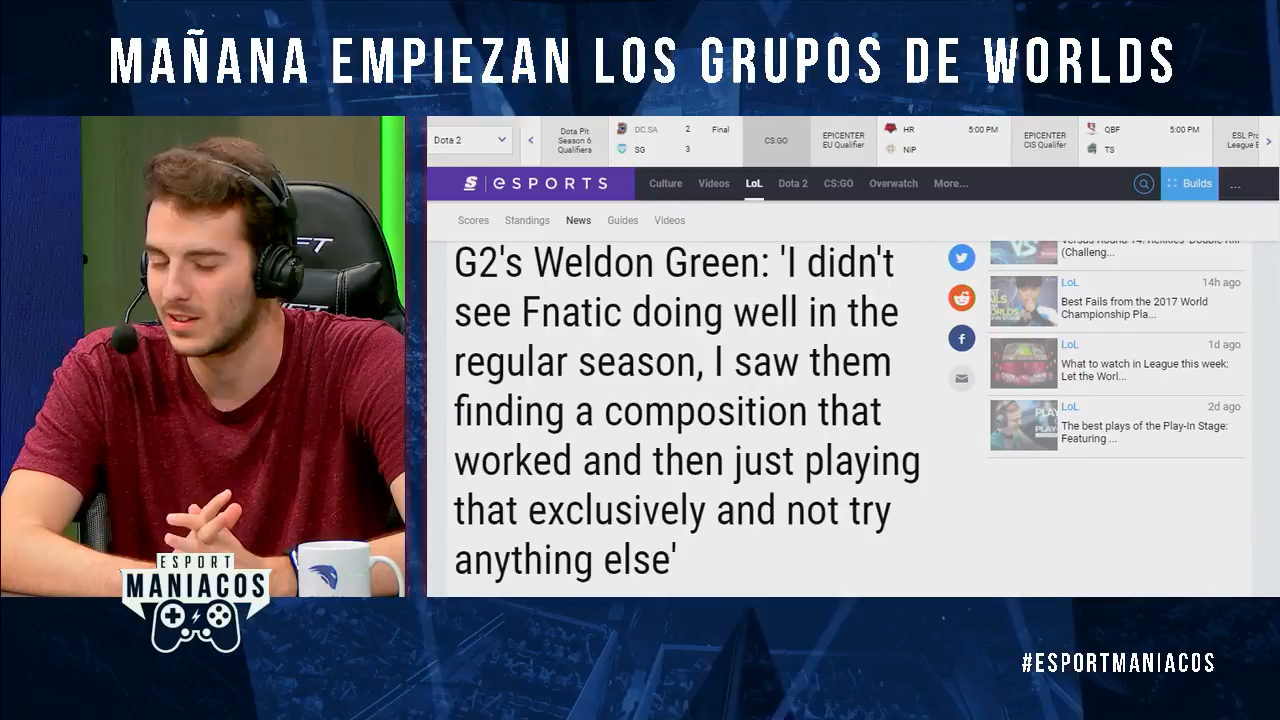 MAÑANA EMPIEZAN LOS GRUPOS DE WORLDS
Dota 2
Dota Pit
Season 6
Qualifiers
DC.SA 2 Final
SG 3
CS:GO
EPICENTER
EU Qualifier
HR 5:00 PM
NiP
EPICENTER
CIS Qualifer
QBF 5:00 PM
TS
ESL Pro
League E
S | eSPORTS
Culture Videos LoL Dota 2 CS:GO Overwatch More...
Builds ...
Scores Standings News Guides Videos
G2's Weldon Green: 'I didn't
see Fnatic doing well in the
regular season, I saw them
finding a composition that
worked and then just playing
that exclusively and not try
anything else'
(Challeng...
LoL 14h ago
Best Fails from the 2017 World
Championship Pla...
LoL 1d ago
What to watch in League this week:
Let the Worl...
LoL 2d ago
The best plays of the Play-In Stage:
Featuring ...
ESPORT
MANIACOS
#ESPORTMANIACOS